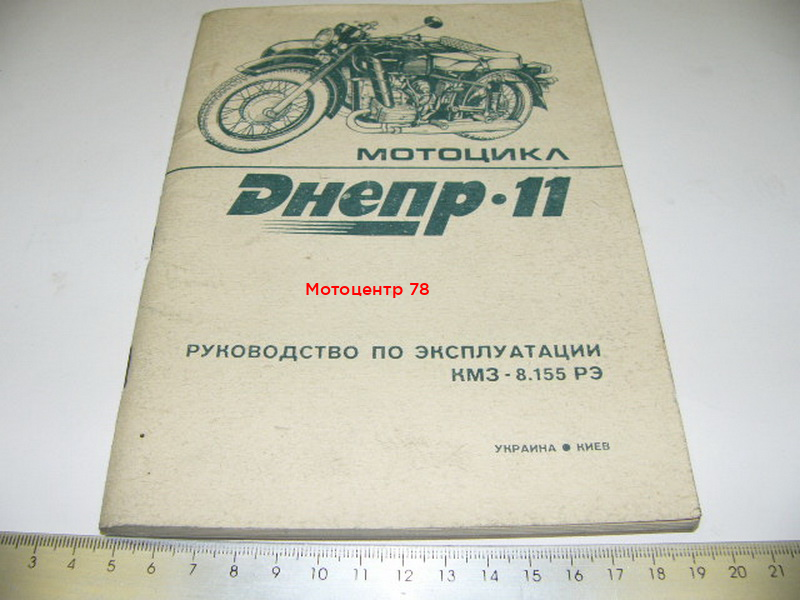 МОТОЦИКЛ
Днепр·11
Мотоцентр 78
РУКОВОДСТВО ПО ЭКСПЛУАТАЦИИ
КМЗ - 8.155 РЭ
УКРАИНА ● КИЕВ
3 4 5 6 7 8 9 10 11 12 13 14 15 16 17 18 19 20 21